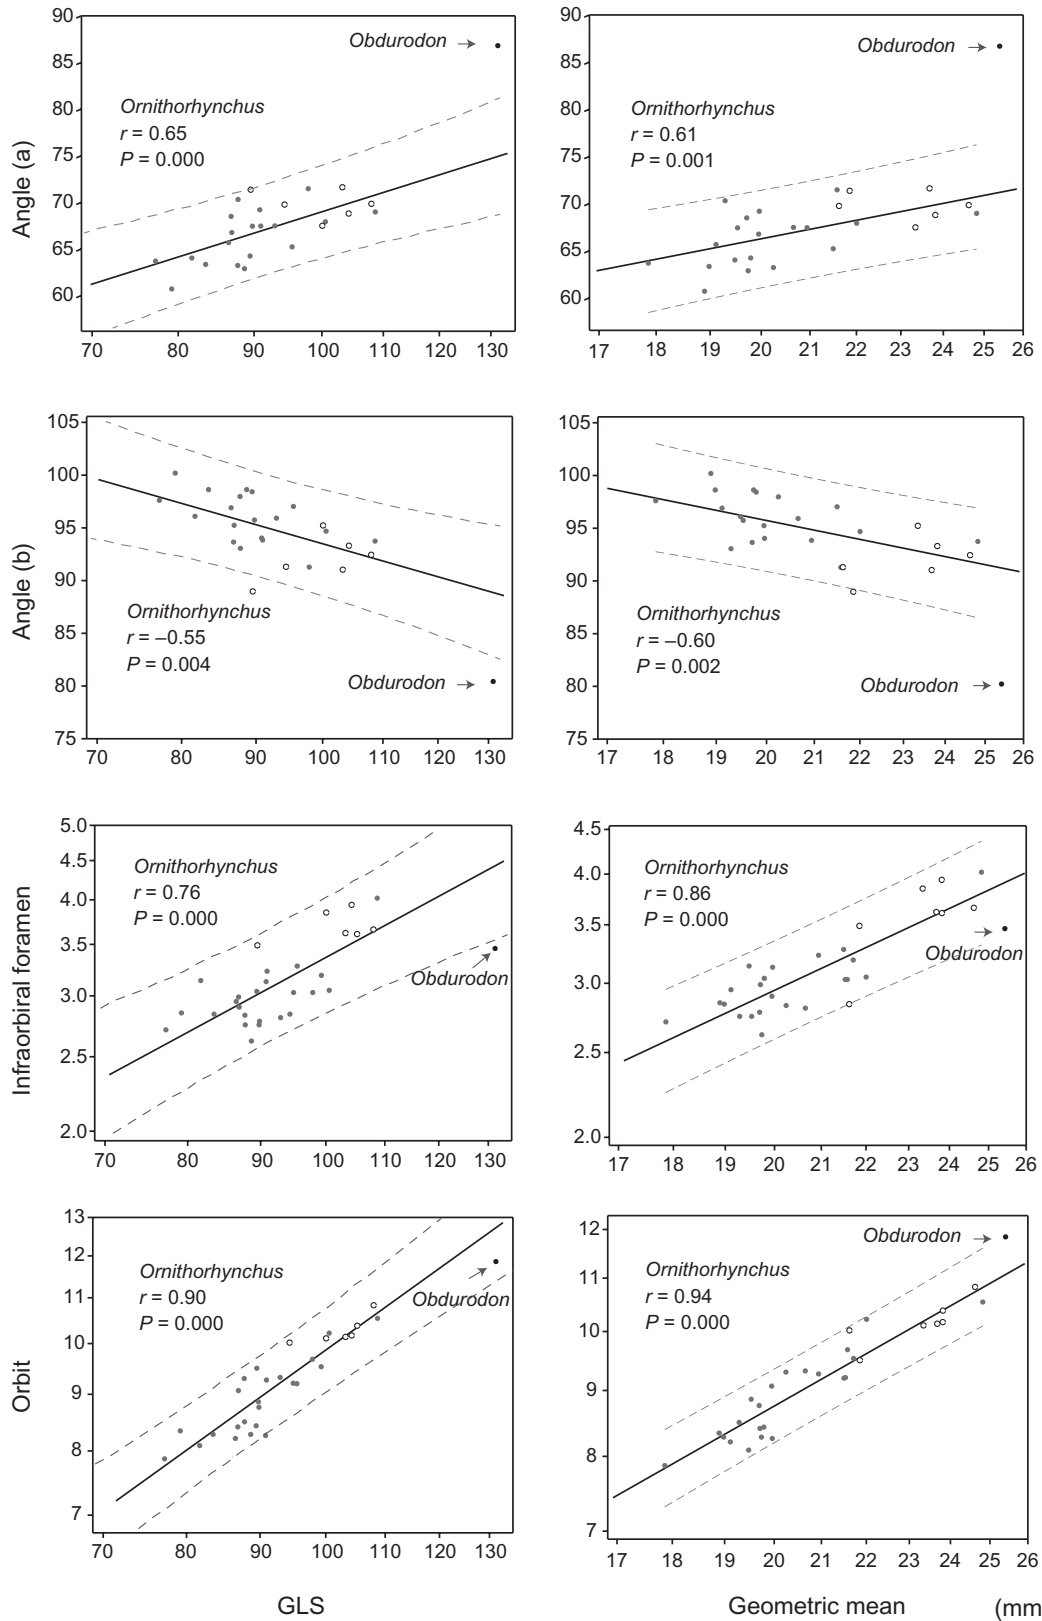 90
85
80
75
70
65
60
Angle (a)
Obdurodon
Ornithorhynchus
r = 0.65
P = 0.000
70 80 90 100 110 120 130
90
85
80
75
70
65
60
Obdurodon
Ornithorhynchus
r = 0.61
P = 0.001
17 18 19 20 21 22 23 24 25 26
105
100
95
90
85
80
75
Angle (b)
Ornithorhynchus
r = –0.55
P = 0.004
Obdurodon
70 80 90 100 110 120 130
105
100
95
90
85
80
75
Ornithorhynchus
r = –0.60
P = 0.002
Obdurodon
17 18 19 20 21 22 23 24 25 26
5.0
4.5
4.0
3.5
3.0
2.5
2.0
Infraorbiral foramen
Ornithorhynchus
r = 0.76
P = 0.000
Obdurodon
70 80 90 100 110 120 130
4.5
4.0
3.5
3.0
2.5
2.0
Ornithorhynchus
r = 0.86
P = 0.000
Obdurodon
17 18 19 20 21 22 23 24 25 26
13
12
11
10
9
8
7
Orbit
Ornithorhynchus
r = 0.90
P = 0.000
Obdurodon
70 80 90 100 110 120 130
GLS
12
11
10
9
8
7
Obdurodon
Ornithorhynchus
r = 0.94
P = 0.000
17 18 19 20 21 22 23 24 25 26
Geometric mean (mm